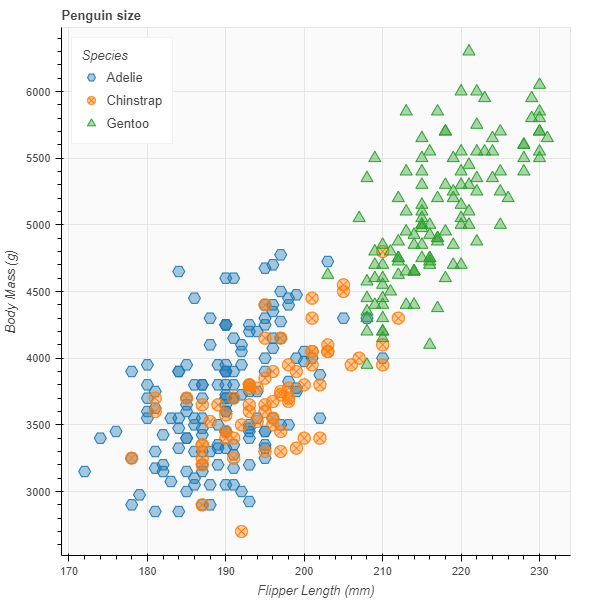 Penguin size
Species
Adelie
Chinstrap
Gentoo
Body Mass (g)
6000
5500
5000
4500
4000
3500
3000
170 180 190 200 210 220 230
Flipper Length (mm)